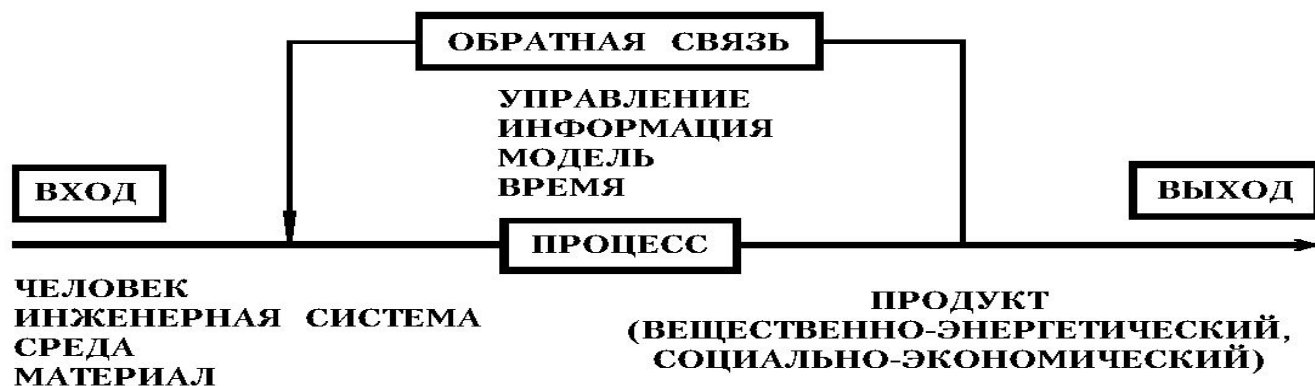 ОБРАТНАЯ СВЯЗЬ
УПРАВЛЕНИЕ
ИНФОРМАЦИЯ
МОДЕЛЬ
ВРЕМЯ
ВХОД
ВЫХОД
ПРОЦЕСС
ЧЕЛОВЕК
ИНЖЕНЕРНАЯ СИСТЕМА
СРЕДА
МАТЕРИАЛ
ПРОДУКТ
(ВЕЩЕСТВЕННО-ЭНЕРГЕТИЧЕСКИЙ,
СОЦИАЛЬНО-ЭКОНОМИЧЕСКИЙ)